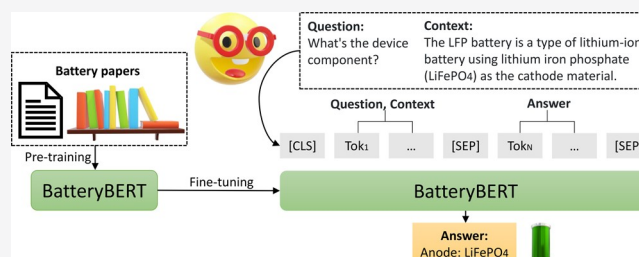 Question:
What's the device
component?
Context:
The LFP battery is a type of lithium-ion
battery using lithium iron phosphate
(LiFePO4) as the cathode material.
Battery papers
Question, Context
Answer
[CLS]
Tok1
...
[SEP]
TokN
...
[SEP
Pre-training
BatteryBERT
Fine-tuning
BatteryBERT
Answer:
Anode: LiFePO4